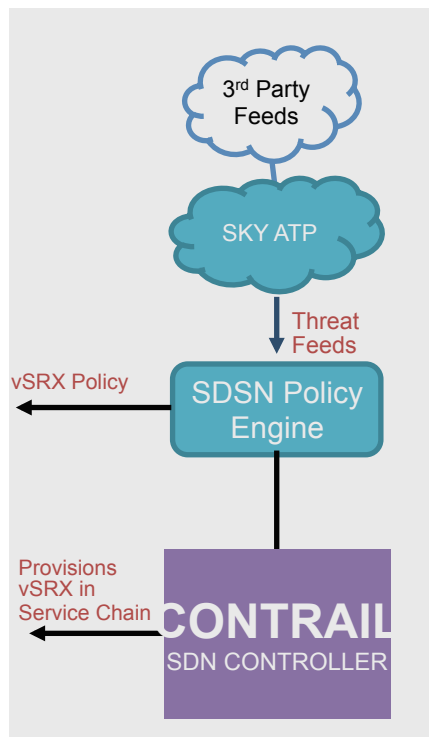 3rd Party
Feeds
SKY ATP
Threat
Feeds
vSRX Policy
SDSN Policy
Engine
Provisions
vSRX in
Service Chain
CONTRAIL
SDN CONTROLLER